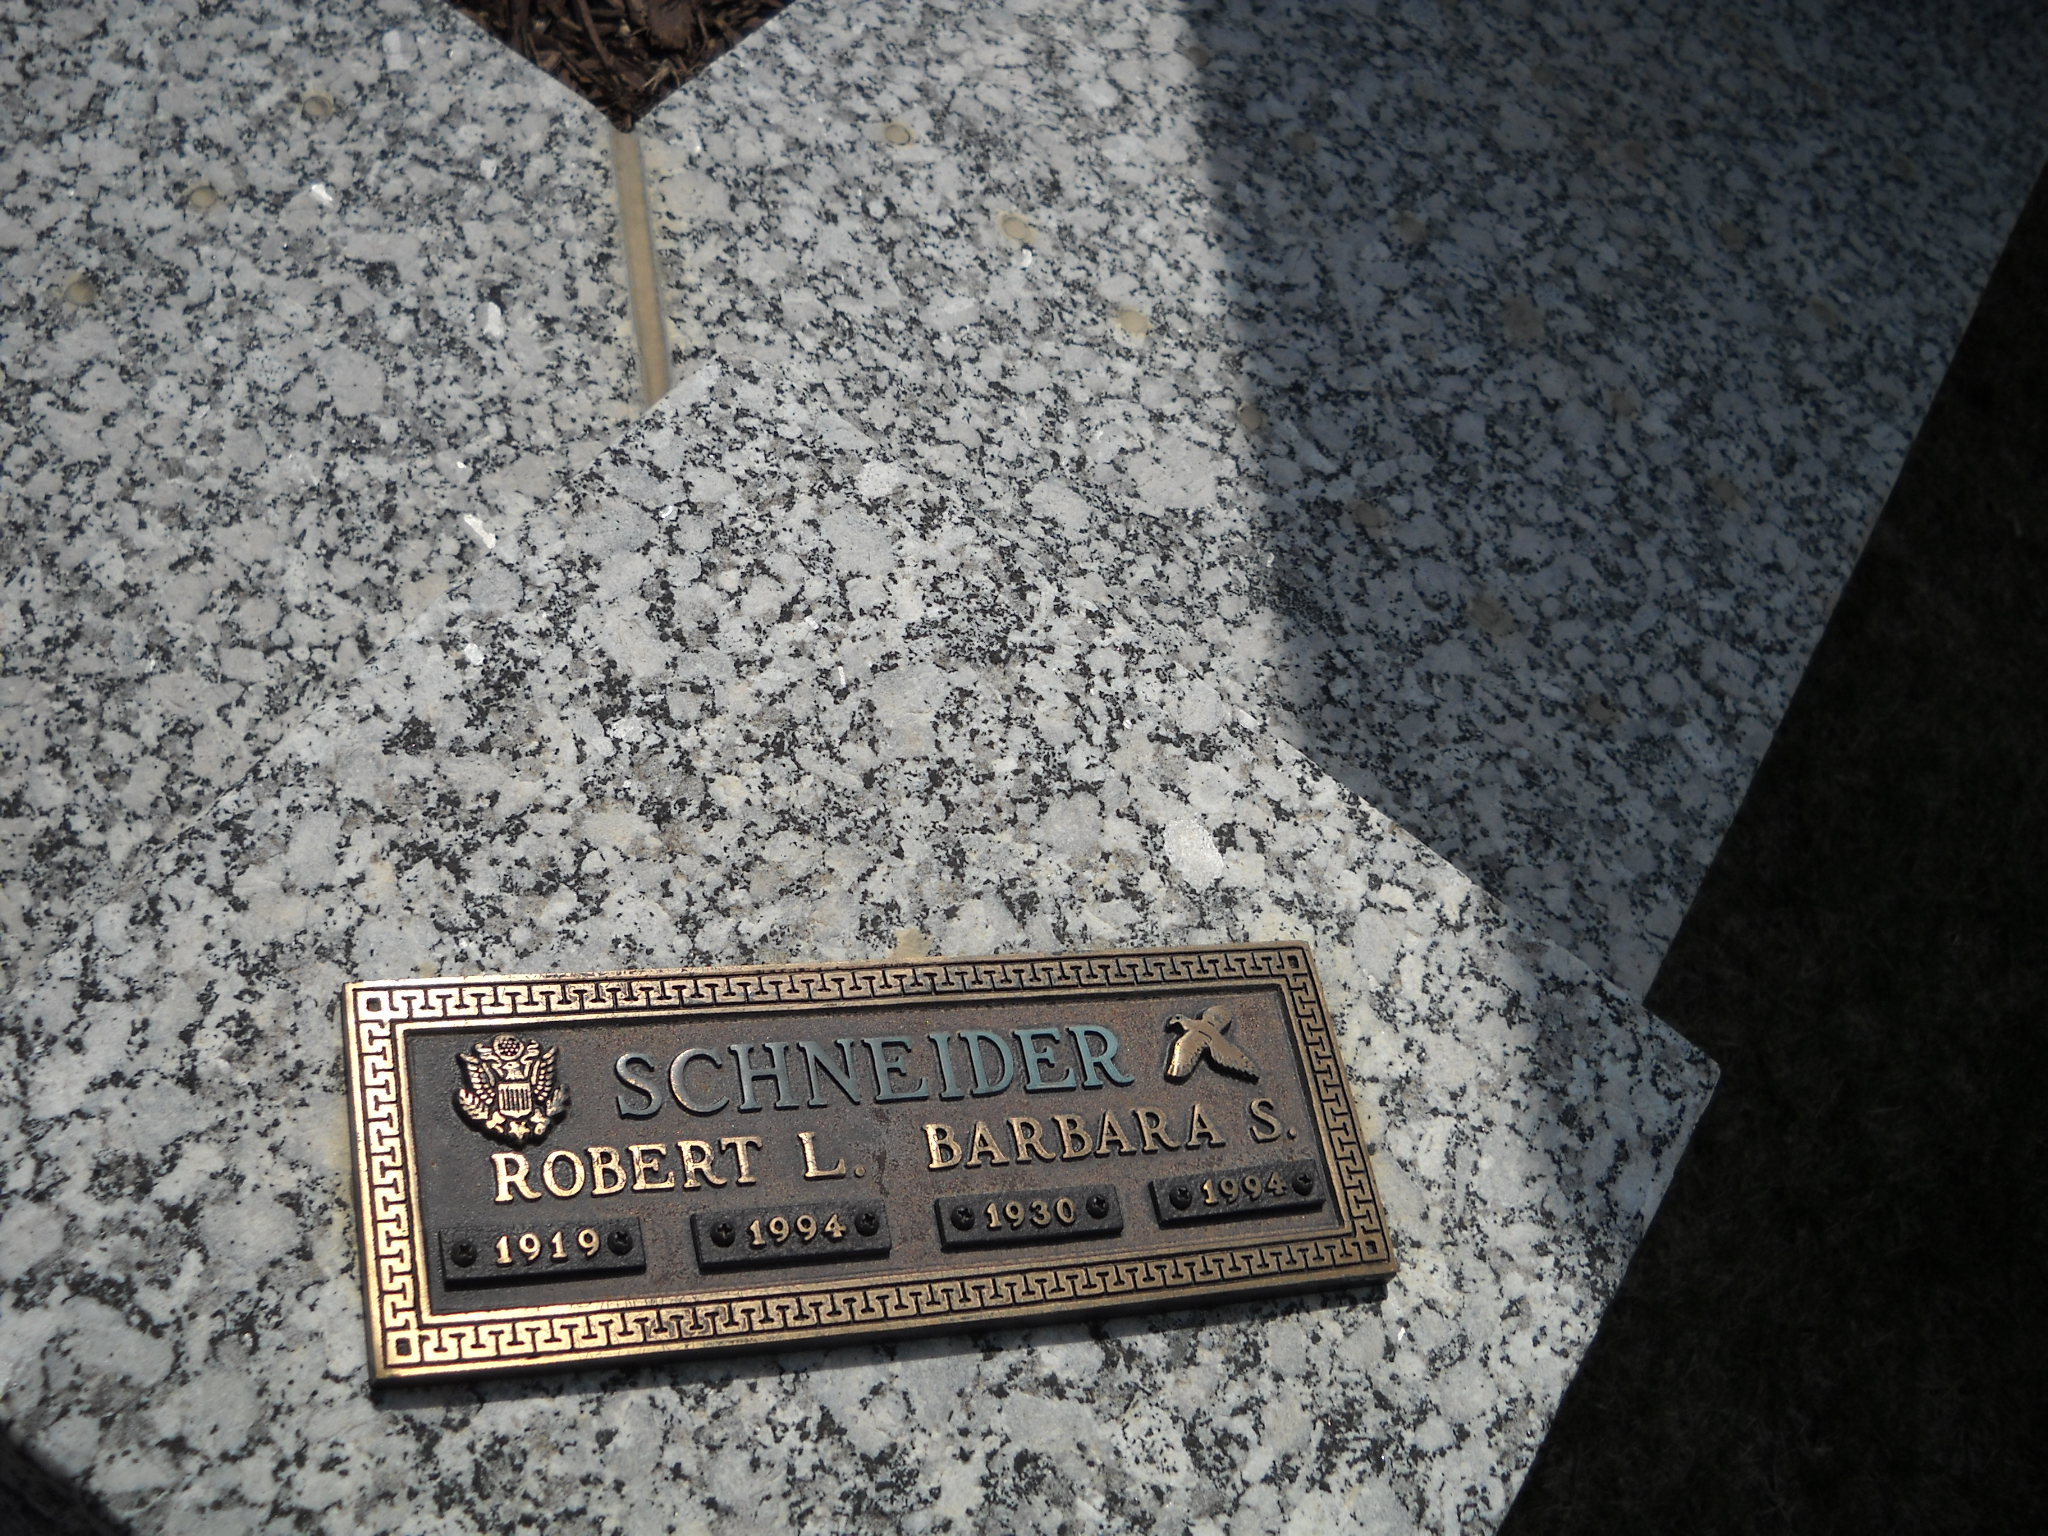 SCHNEIDER
ROBERT L. BARBARA S.
1919 1994 1930 1994